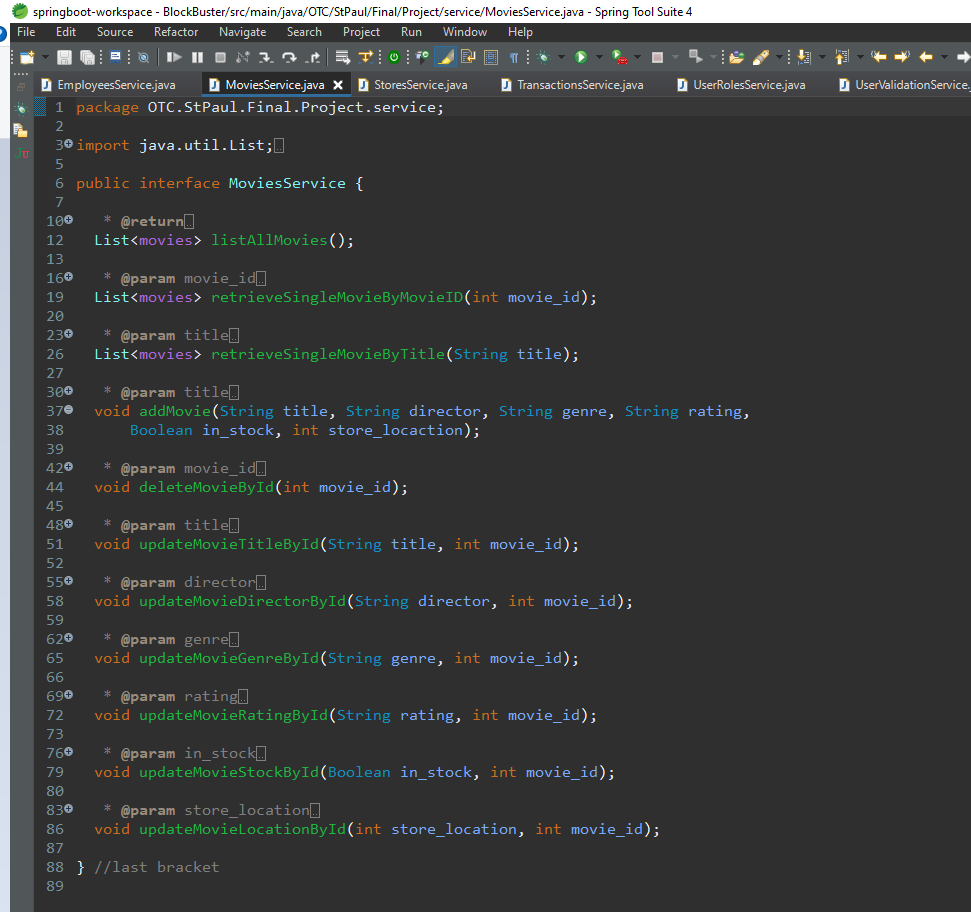 springboot-workspace - BlockBuster/src/main/java/OTC/StPaul/Final/Project/service/MoviesService.java - Spring Tool Suite 4
File Edit Source Refactor Navigate Search Project Run Window Help
EmployeesService.java MoviesService.java StoresService.java TransactionsService.java UserRolesService.java UserValidationService.
1 package OTC.StPaul.Final.Project.service;
2
3 import java.util.List;
5
6 public interface MoviesService {
7
10 * @return
12 List<movies> listAllMovies();
13
16 * @param movie_id
19 List<movies> retrieveSingleMovieByMovieID(int movie_id);
20
23 * @param title
26 List<movies> retrieveSingleMovieByTitle(String title);
27
30 * @param title
37 void addMovie(String title, String director, String genre, String rating,
38 Boolean in_stock, int store_locaction);
39
42 * @param movie_id
44 void deleteMovieById(int movie_id);
45
48 * @param title
51 void updateMovieTitleById(String title, int movie_id);
52
55 * @param director
58 void updateMovieDirectorById(String director, int movie_id);
59
62 * @param genre
65 void updateMovieGenreById(String genre, int movie_id);
66
69 * @param rating
72 void updateMovieRatingById(String rating, int movie_id);
73
76 * @param in_stock
79 void updateMovieStockById(Boolean in_stock, int movie_id);
80
83 * @param store_location
86 void updateMovieLocationById(int store_location, int movie_id);
87
88 } //last bracket
89